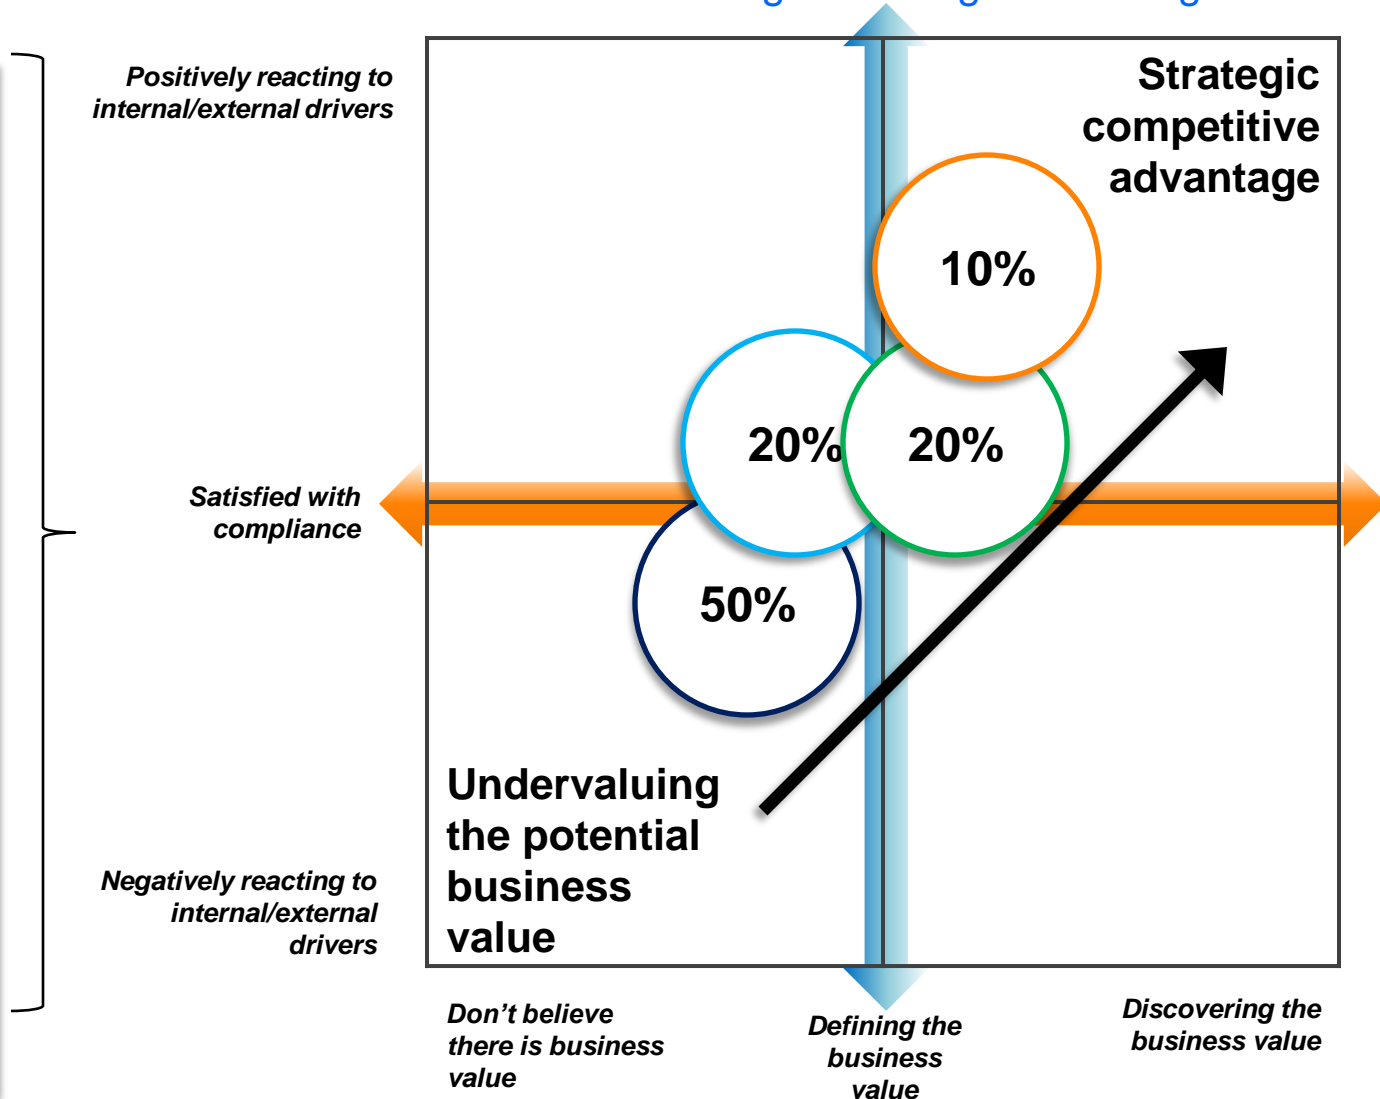 Positively reacting to
internal/external drivers
Strategic
competitive
advantage
10%
20%
20%
Satisfied with
compliance
50%
Undervaluing
the potential
business
value
Negatively reacting to
internal/external
drivers
Don’t believe
there is business
value
Defining the
business
value
Discovering the
business value